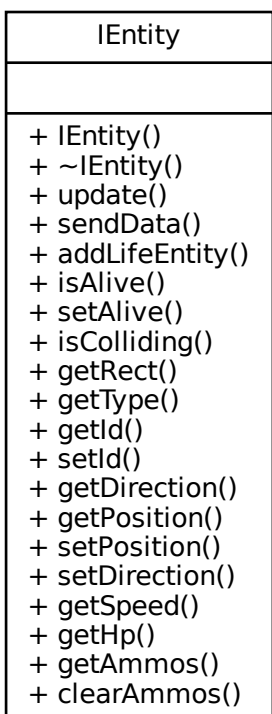 IEntity
+ IEntity()
+ ~IEntity()
+ update()
+ sendData()
+ addLifeEntity()
+ isAlive()
+ setAlive()
+ isColliding()
+ getRect()
+ getType()
+ getId()
+ setId()
+ getDirection()
+ getPosition()
+ setPosition()
+ setDirection()
+ getSpeed()
+ getHp()
+ getAmmos()
+ clearAmmos()